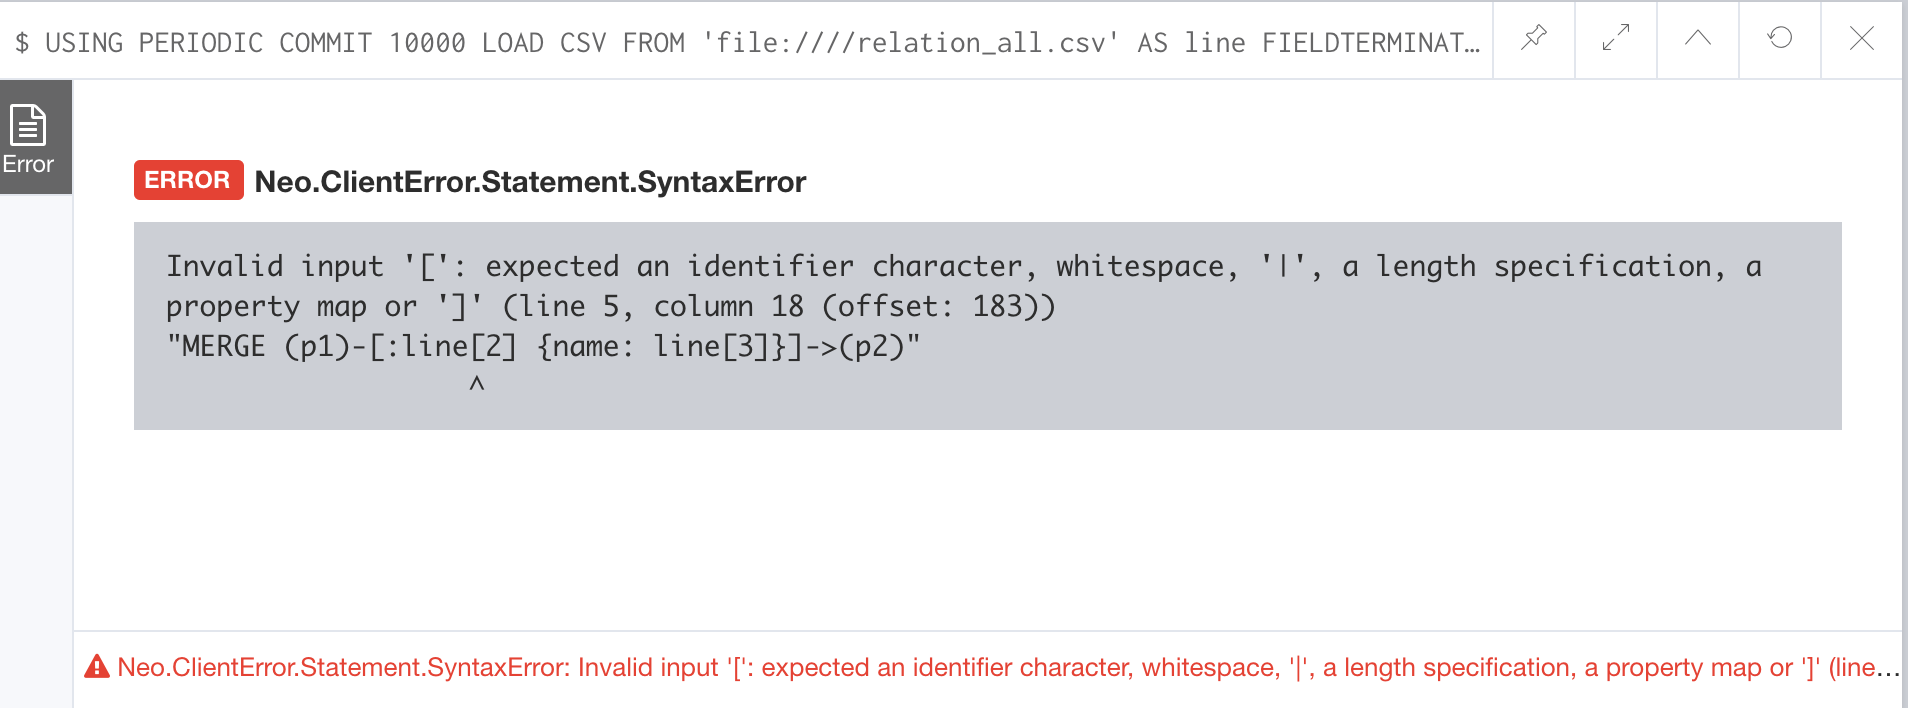 $ USING PERIODIC COMMIT 10000 LOAD CSV FROM 'file:////relation_all.csv' AS line FIELDTERMINAT…
Error
ERROR Neo.ClientError.Statement.SyntaxError
Invalid input '[': expected an identifier character, whitespace, '|', a length specification, a
property map or ']' (line 5, column 18 (offset: 183))
"MERGE (p1)-[:line[2] {name: line[3]}]->(p2)"
^
Neo.ClientError.Statement.SyntaxError: Invalid input '[': expected an identifier character, whitespace, '|', a length specification, a property map or ']' (line…